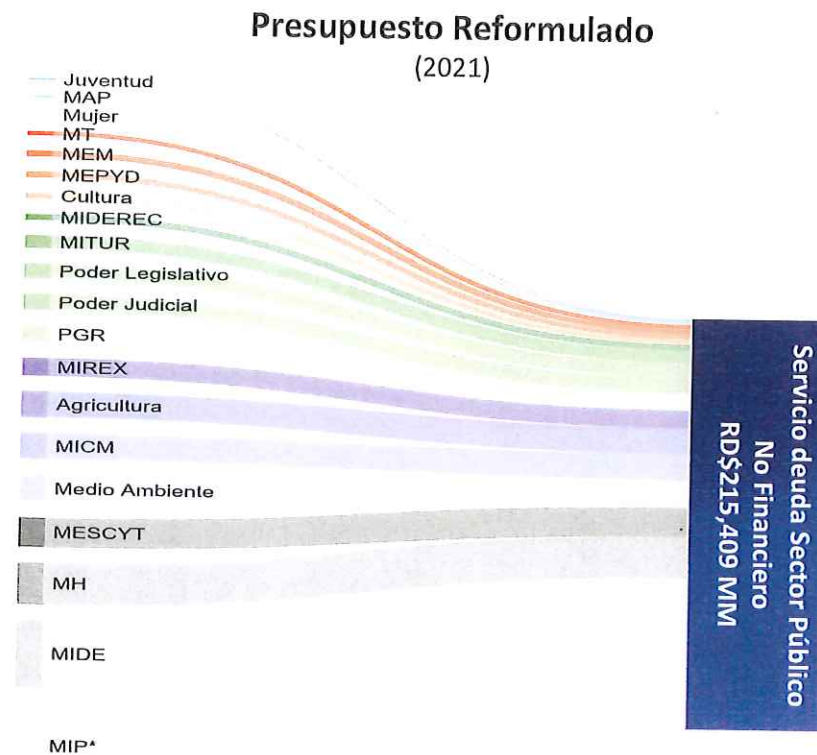 Presupuesto Reformulado
(2021)
Juventud
MAP
Mujer
MT
MEM
MEPYD
Cultura
MIDEREC
MITUR
Poder Legislativo
Poder Judicial
PGR
MIREX
Agricultura
MICM
Medio Ambiente
MESCYT
MH
MIDE
MIP*
Servicio deuda Sector Público
No Financiero
RD$215,409 MM